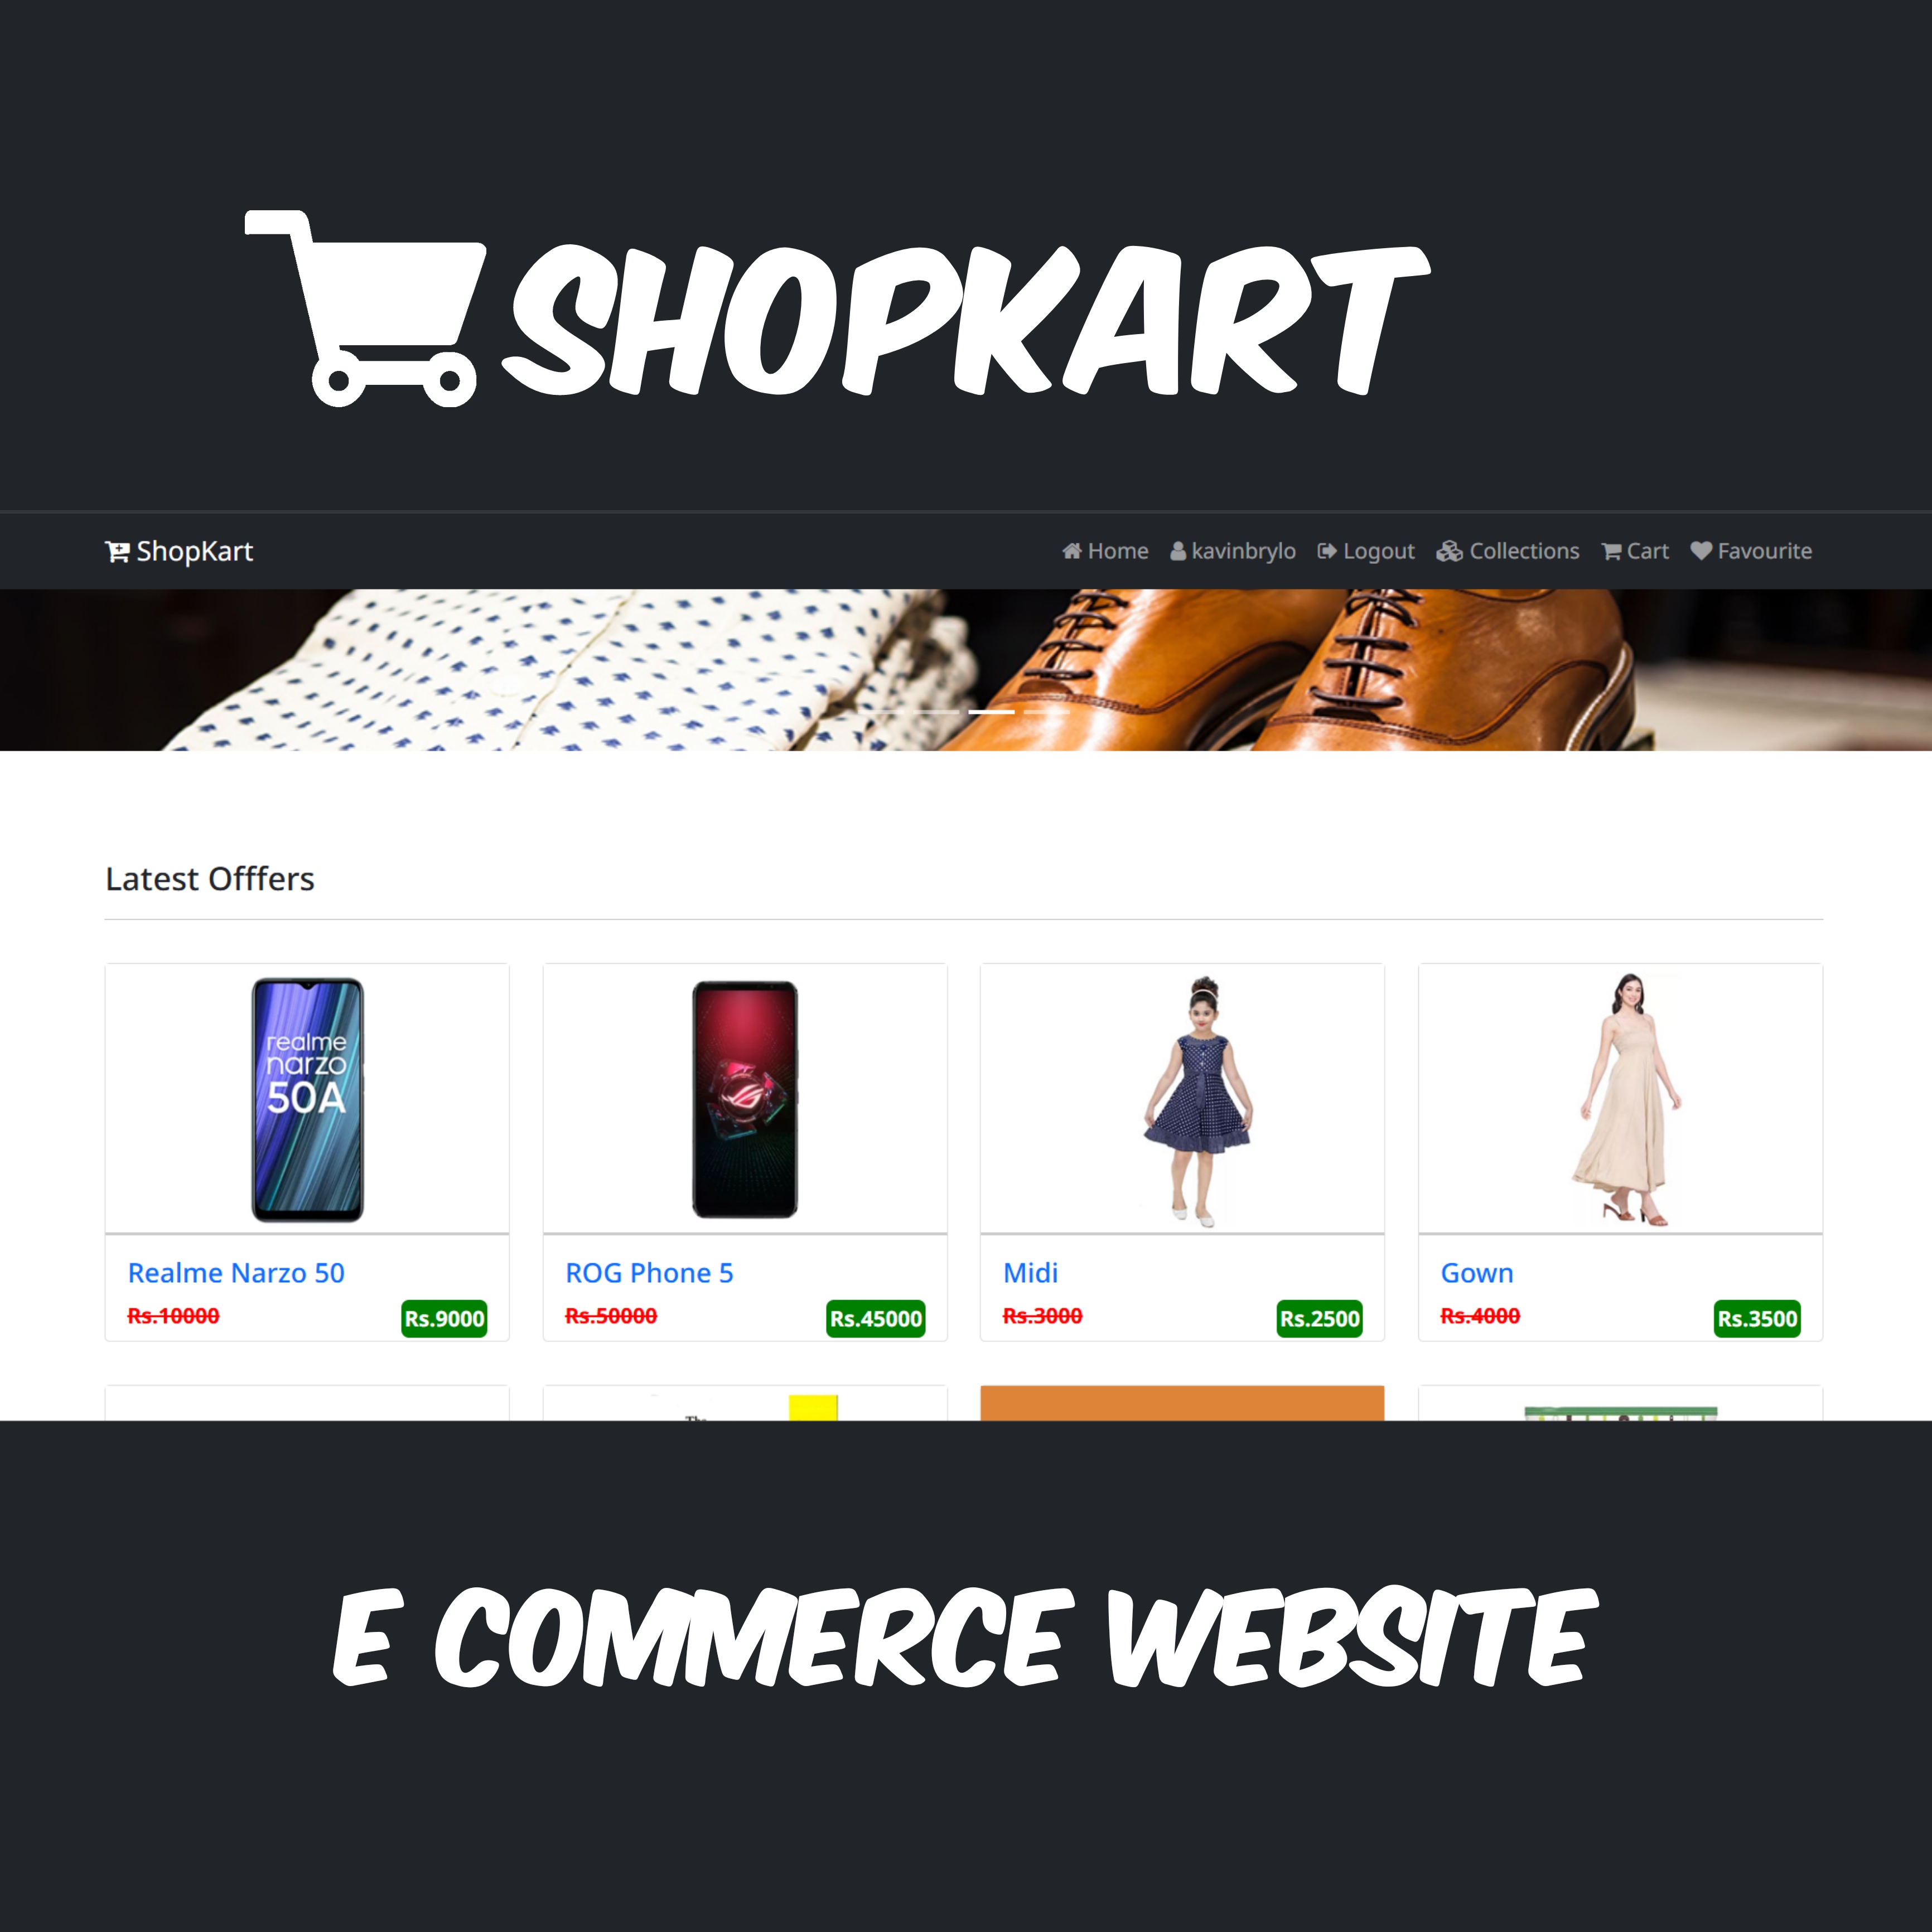 SHOPKART
ShopKart Home kavinbrylo Logout Collections Cart Favourite
Latest Offfers
realme
narzo
50A
Realme Narzo 50 ROG Phone 5 Midi Gown
Rs.10000 Rs.9000 Rs.50000 Rs.45000 Rs.3000 Rs.2500 Rs.4000 Rs.3500
E COMMERCE WEBSITE